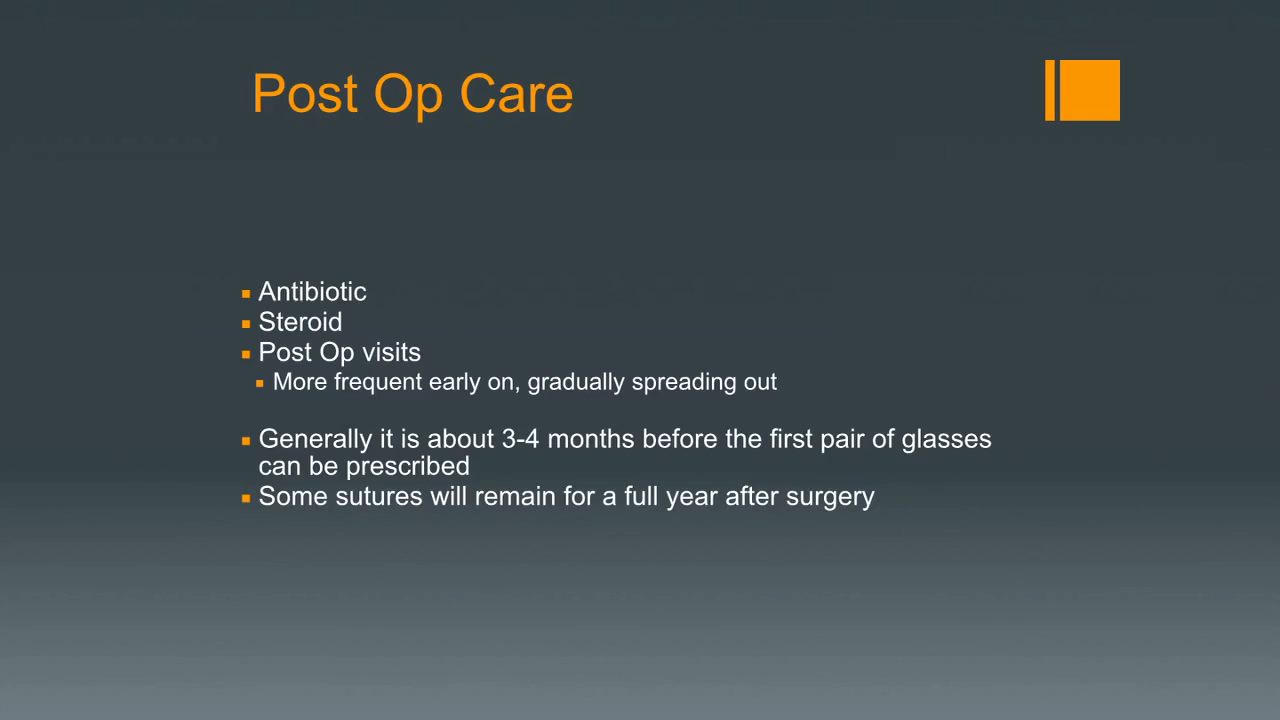 Post Op Care
Antibiotic
Steroid
Post Op visits
More frequent early on, gradually spreading out
Generally it is about 3-4 months before the first pair of glasses
can be prescribed
Some sutures will remain for a full year after surgery